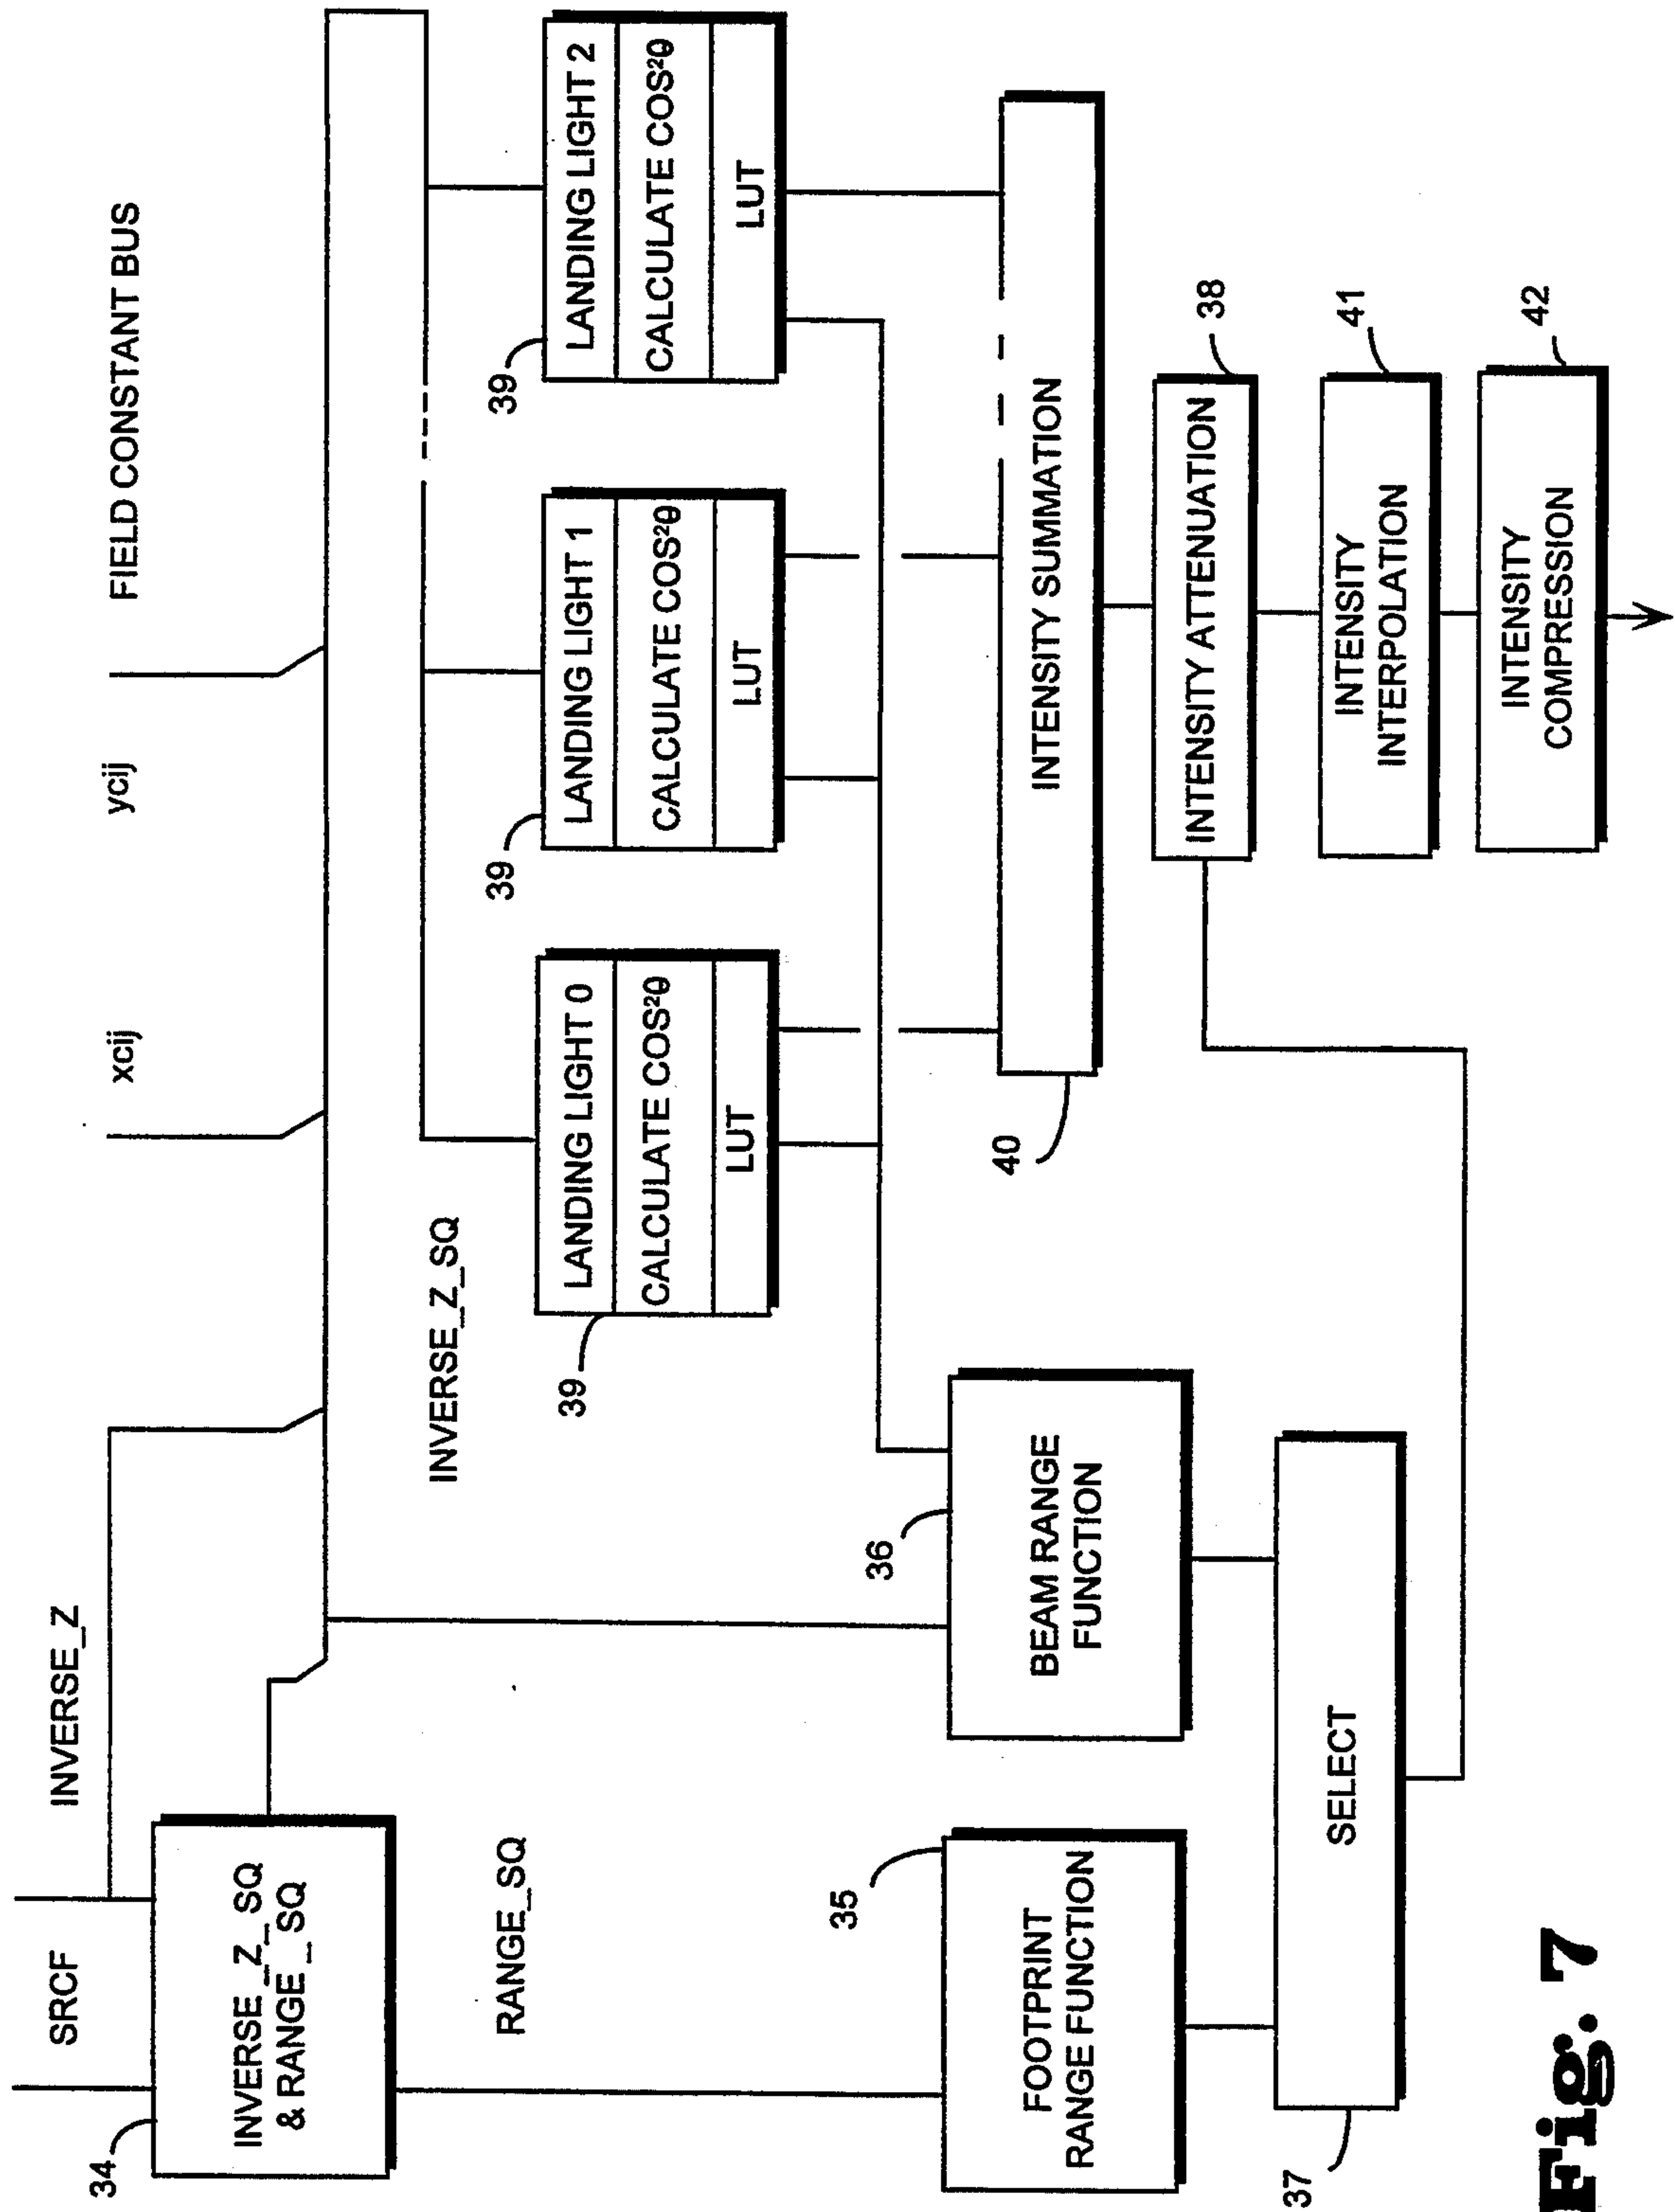 SRCF
INVERSE_Z
xcij
ycij
FIELD CONSTANT BUS
34
INVERSE_Z_SQ
& RANGE_SQ
RANGE_SQ
INVERSE_Z_SQ
39
LANDING LIGHT 0
CALCULATE COS²θ
LUT
39
LANDING LIGHT 1
CALCULATE COS²θ
LUT
39
LANDING LIGHT 2
CALCULATE COS²θ
LUT
35
FOOTPRINT
RANGE FUNCTION
36
BEAM RANGE
FUNCTION
40
INTENSITY SUMMATION
37
SELECT
INTENSITY ATTENUATION
38
INTENSITY
INTERPOLATION
41
INTENSITY
COMPRESSION
42
Fig. 7